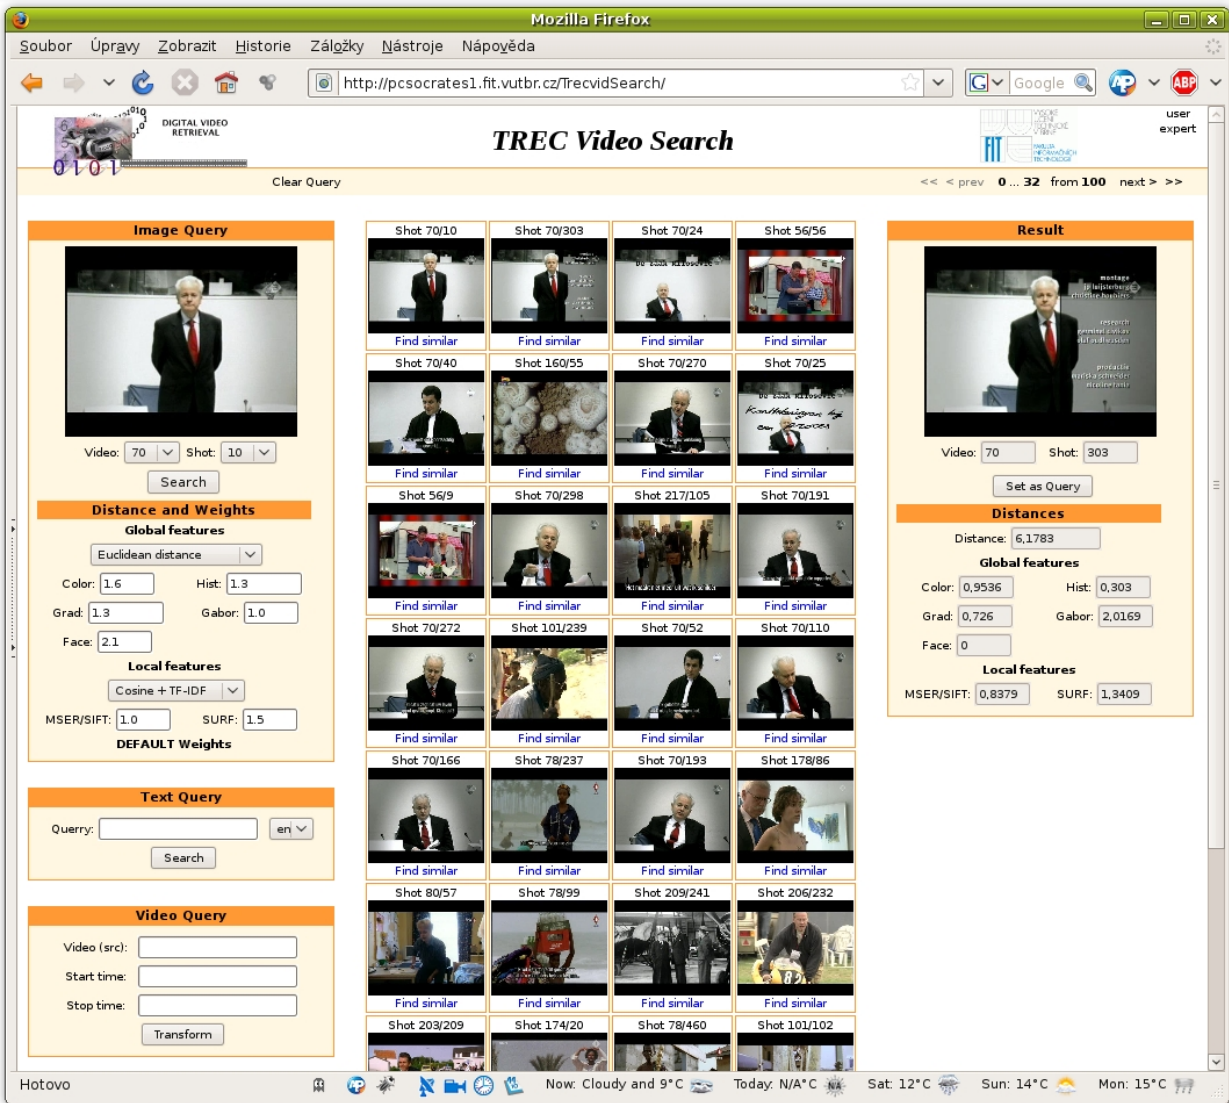 Mozilla Firefox
Soubor Úpravy Zobrazit Historie Záložky Nástroje Nápověda
http://pcsocrates1.fit.vutbr.cz/TrecvidSearch/
Google
ABP
DIGITAL VIDEO
RETRIEVAL
0101
TREC Video Search
FIT
user
expert
Clear Query
<< < prev 0 ... 32 from 100 next > >>
Image Query
Video: 70 Shot: 10
Search
Distance and Weights
Global features
Euclidean distance
Color: 1.6 Hist: 1.3
Grad: 1.3 Gabor: 1.0
Face: 2.1
Local features
Cosine + TF-IDF
MSER/SIFT: 1.0 SURF: 1.5
DEFAULT Weights
Text Query
Querry: en
Search
Video Query
Video (src):
Start time:
Stop time:
Transform
Shot 70/10 Shot 70/303 Shot 70/24 Shot 56/56
Find similar Find similar Find similar Find similar
Shot 70/40 Shot 160/55 Shot 70/270 Shot 70/25
Find similar Find similar Find similar Find similar
Shot 56/9 Shot 70/298 Shot 217/105 Shot 70/191
Find similar Find similar Find similar Find similar
Shot 70/272 Shot 101/239 Shot 70/52 Shot 70/110
Find similar Find similar Find similar Find similar
Shot 70/166 Shot 78/237 Shot 70/193 Shot 178/86
Find similar Find similar Find similar Find similar
Shot 80/57 Shot 78/99 Shot 209/241 Shot 206/232
Find similar Find similar Find similar Find similar
Shot 203/209 Shot 174/20 Shot 78/460 Shot 101/102
Result
montage
research
productie
Video: 70 Shot: 303
Set as Query
Distances
Distance: 6,1783
Global features
Color: 0,9536 Hist: 0,303
Grad: 0,726 Gabor: 2,0169
Face: 0
Local features
MSER/SIFT: 0,8379 SURF: 1,3409
Hotovo
Now: Cloudy and 9°C Today: N/A°C NA Sat: 12°C Sun: 14°C Mon: 15°C